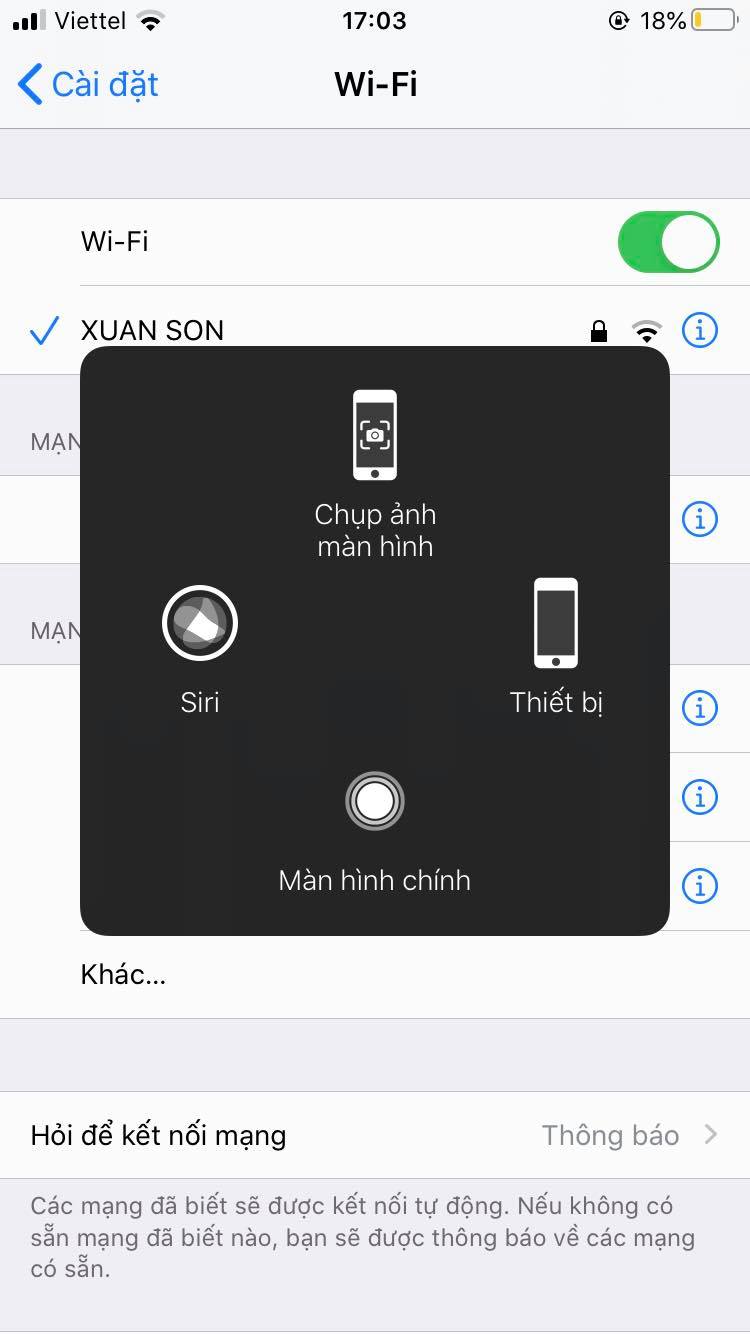 Viettel 17:03 18%
Cài đặt Wi-Fi
Wi-Fi
XUAN SON
Chụp ảnh
màn hình
Siri
Thiết bị
Màn hình chính
Khác...
Hỏi để kết nối mạng Thông báo
Các mạng đã biết sẽ được kết nối tự động. Nếu không có
sẵn mạng đã biết nào, bạn sẽ được thông báo về các mạng
có sẵn.